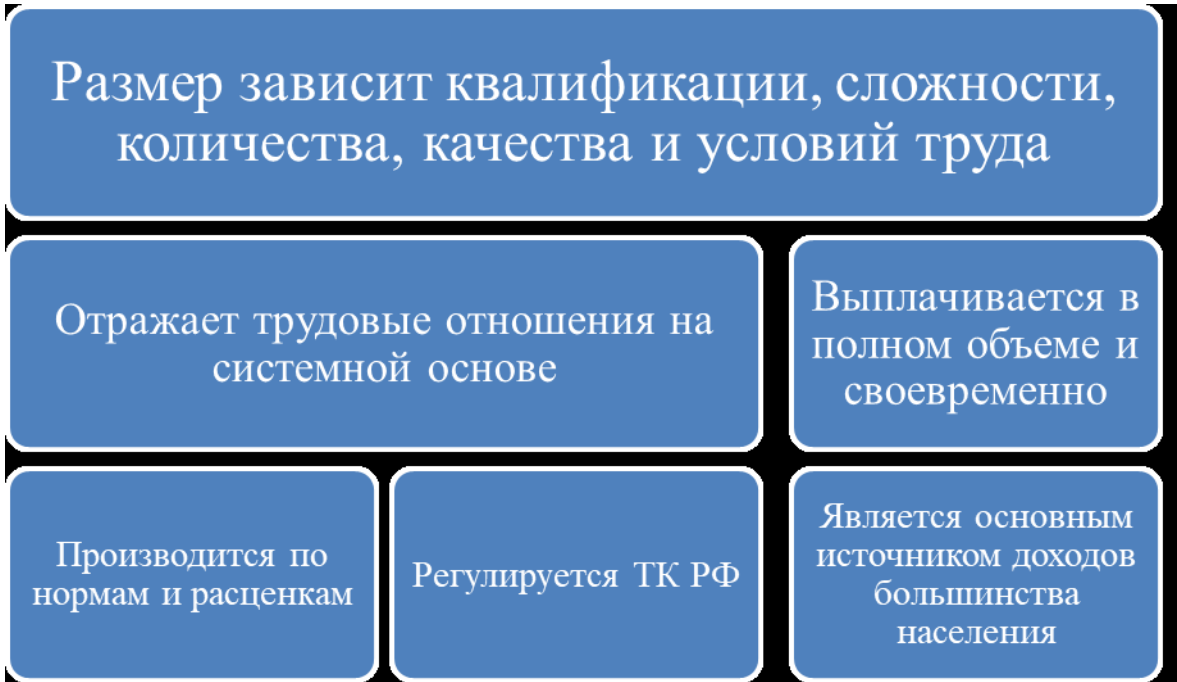 Размер зависит квалификации, сложности,
количества, качества и условий труда
Отражает трудовые отношения на
системной основе
Выплачивается в
полном объеме и
своевременно
Производится по
нормам и расценкам
Регулируется ТК РФ
Является основным
источником доходов
большинства
населения